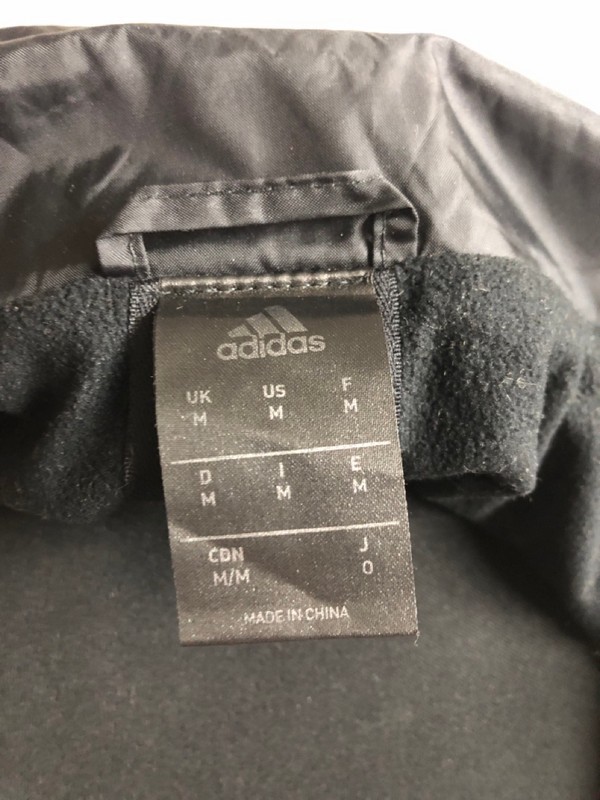 adidas
UK US F
M M M
D I E
M M M
CDN J
M/M O
MADE IN CHINA